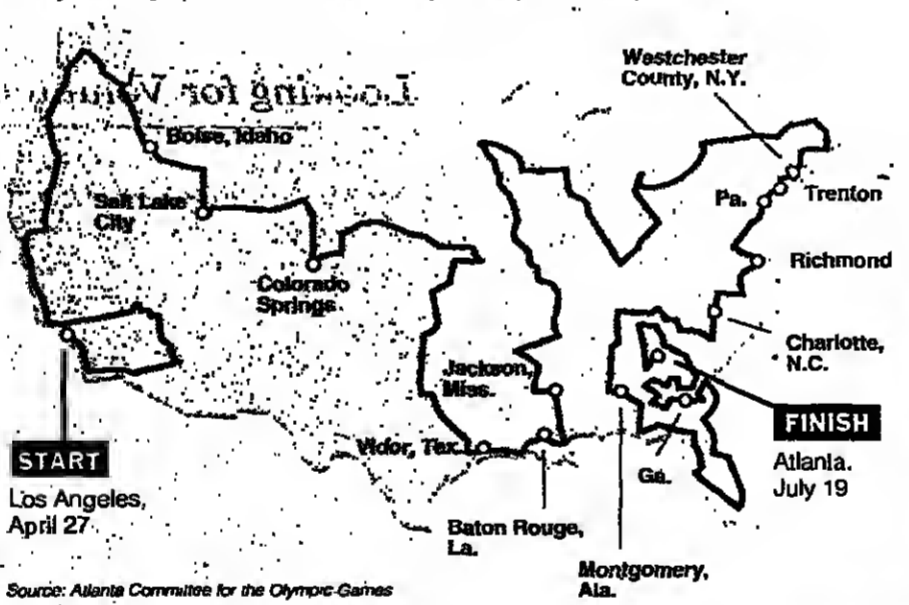 Westchester
County, N.Y.
Boise, Idaho
Salt Lake
City
Pa.
Trenton
Richmond
Colorado
Springs
Charlotte,
N.C.
Jackson,
Miss.
FINISH
Atlanta.
July 19
Vidor, Tex.
START
Los Angeles,
April 27
Ga.
Baton Rouge,
La.
Montgomery,
Ala.
Source: Atlanta Committee for the Olympic Games